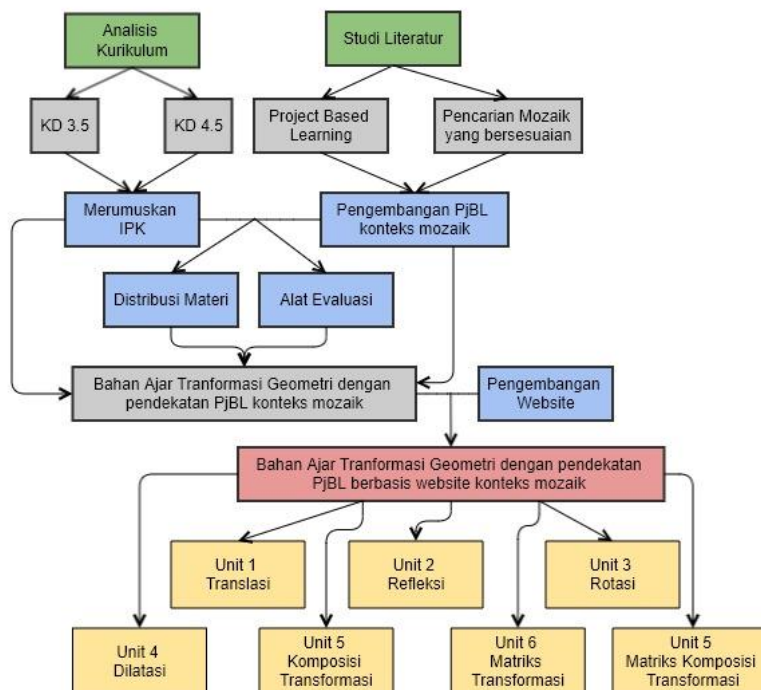 Analisis
Kurikulum
Studi Literatur
KD 3.5
KD 4.5
Project Based
Learning
Pencarian Mozaik
yang bersesuaian
Merumuskan
IPK
Pengembangan PjBL
konteks mozaik
Distribusi Materi
Alat Evaluasi
Bahan Ajar Tranformasi Geometri dengan
pendekatan PjBL konteks mozaik
Pengembangan
Website
Bahan Ajar Tranformasi Geometri dengan pendekatan
PjBL berbasis website konteks mozaik
Unit 1
Translasi
Unit 2
Refleksi
Unit 3
Rotasi
Unit 4
Dilatasi
Unit 5
Komposisi
Transformasi
Unit 6
Matriks
Transformasi
Unit 5
Matriks Komposisi
Transformasi